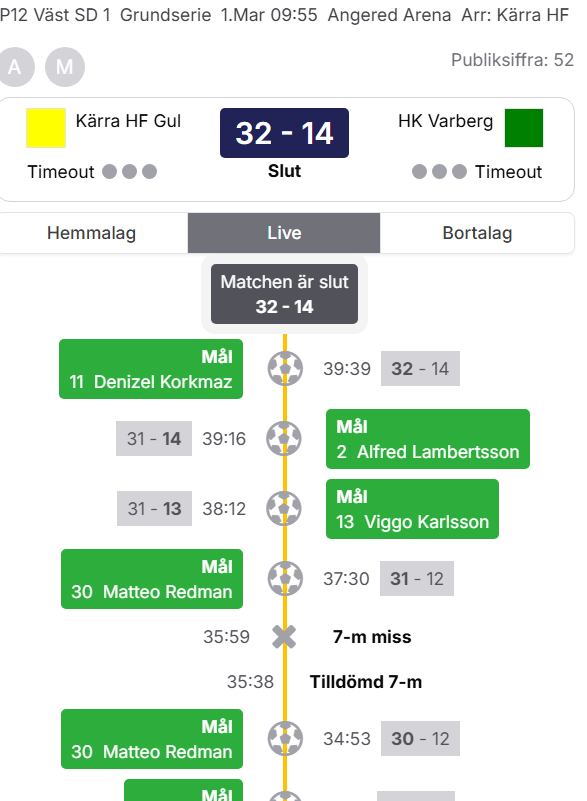 P12 Väst SD 1 Grundserie 1.Mar 09:55 Angered Arena Arr: Kärra HF
A M
Publiksiffra: 52
Kärra HF Gul
32 - 14
HK Varberg
Timeout
Slut
Timeout
Hemmalag
Live
Bortalag
Matchen är slut
32 - 14
Mål
11 Denizel Korkmaz
39:39 32 - 14
31 - 14 39:16
Mål
2 Alfred Lambertsson
31 - 13 38:12
Mål
13 Viggo Karlsson
Mål
30 Matteo Redman
37:30 31 - 12
35:59 7-m miss
35:38 Tilldömd 7-m
Mål
30 Matteo Redman
34:53 30 - 12
Mål